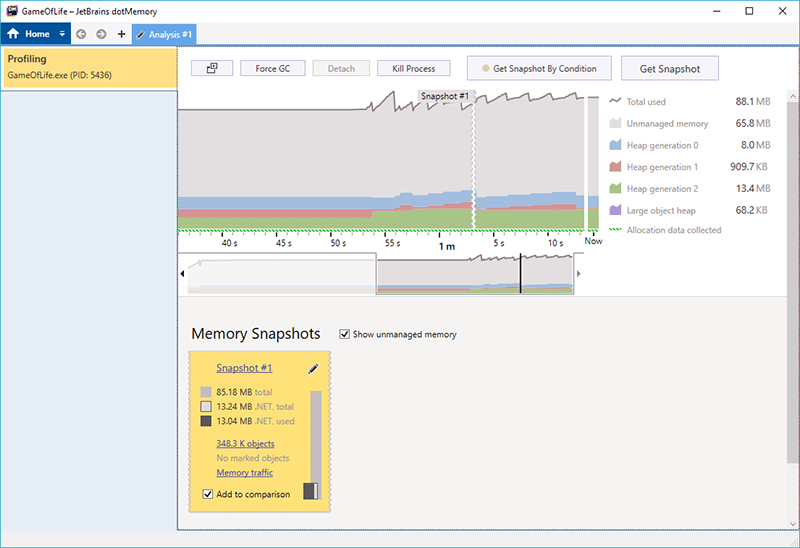 GameOfLife – JetBrains dotMemory
Home
Analysis #1
Profiling
GameOfLife.exe (PID: 5436)
Force GC
Detach
Kill Process
Get Snapshot By Condition
Get Snapshot
Snapshot #1
Total used 88.1 MB
Unmanaged memory 65.8 MB
Heap generation 0 8.0 MB
Heap generation 1 909.7 KB
Heap generation 2 13.4 MB
Large object heap 68.2 KB
Allocation data collected
40 s 45 s 50 s 55 s 1 m 5 s 10 s Now
Memory Snapshots
Show unmanaged memory
Snapshot #1
85.18 MB total
13.24 MB .NET, total
13.04 MB .NET, used
348.3 K objects
No marked objects
Memory traffic
Add to comparison